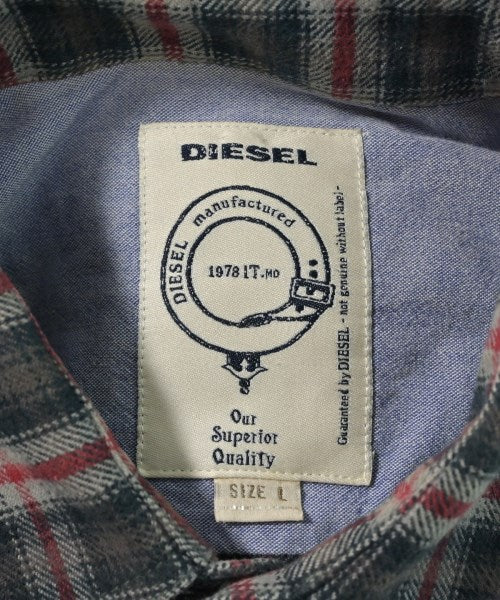 DIESEL
DIESEL manufactured
1978 IT.MD
Our
Superior
Quality
Guaranteed by DIESEL - not genuine without label -
SIZE L